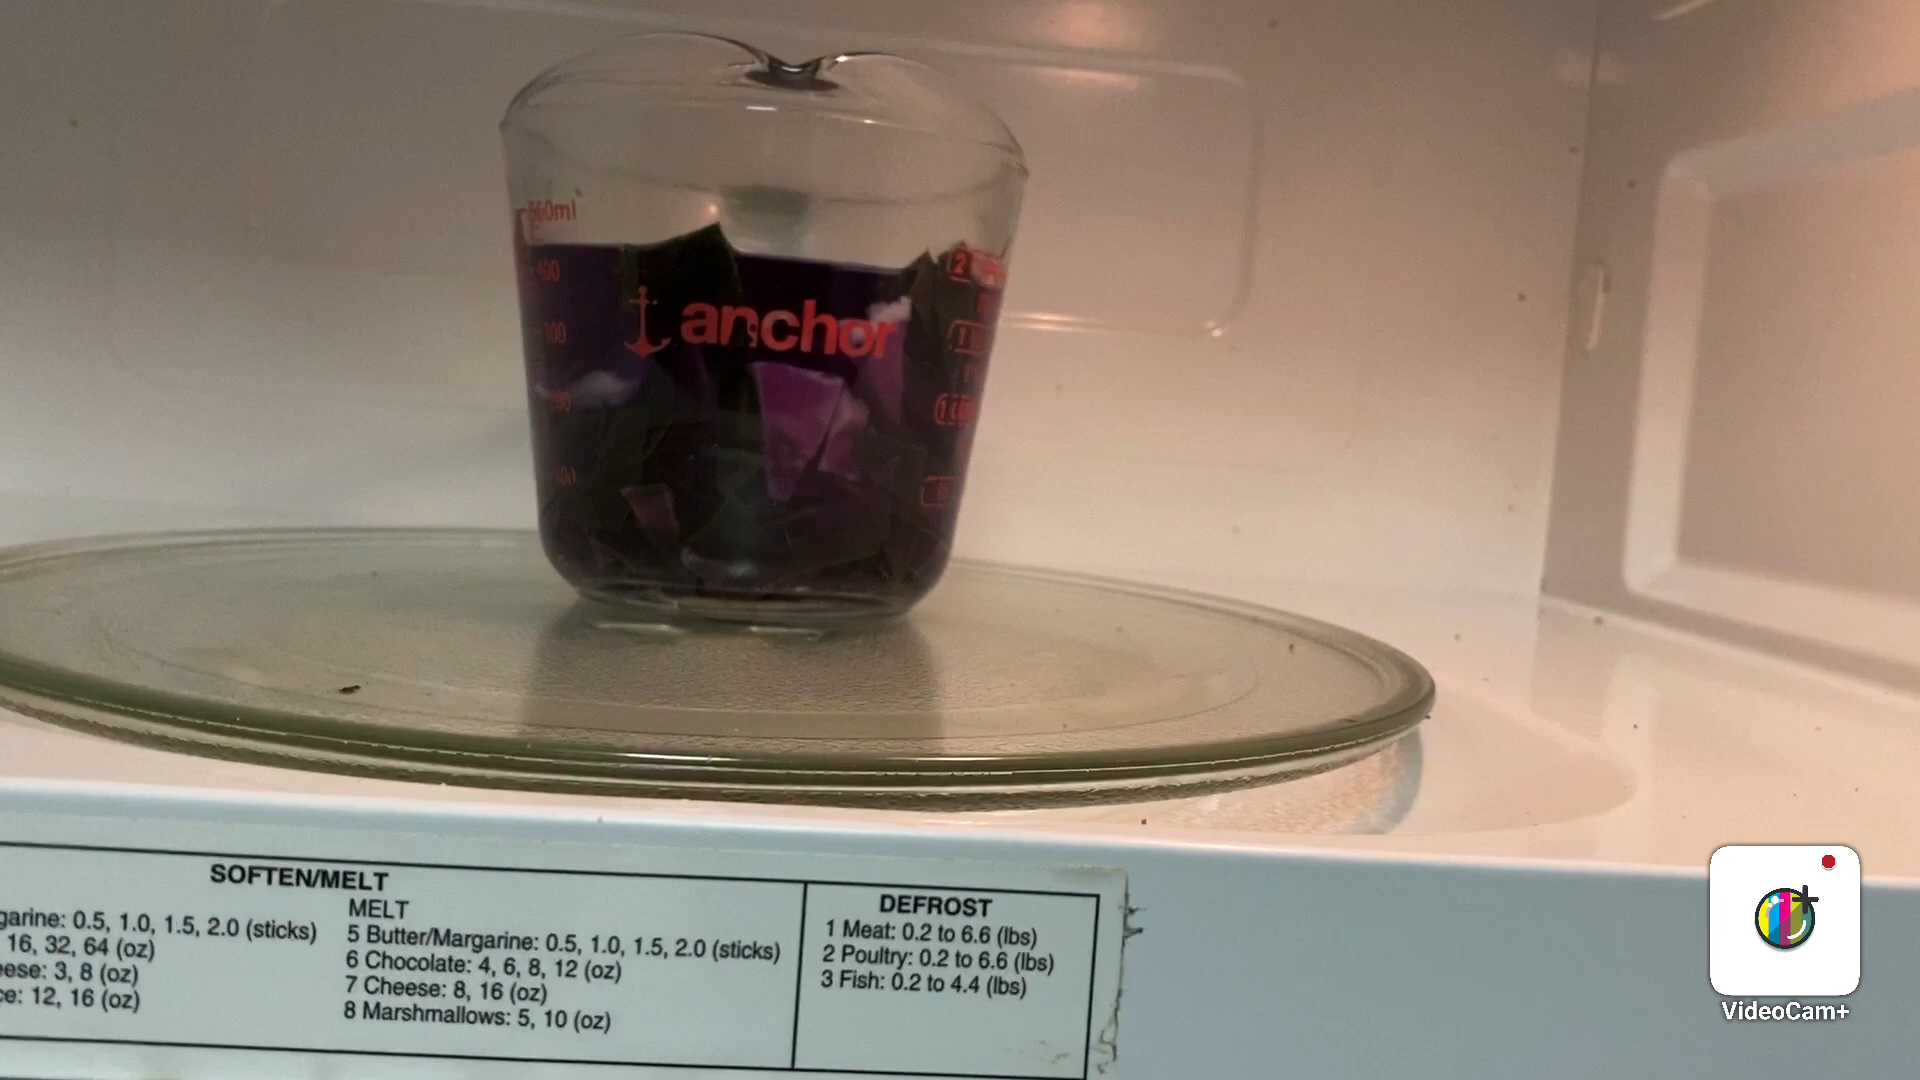 500ml
400
anchor
SOFTEN/MELT
MELT
garine: 0.5, 1.0, 1.5, 2.0 (sticks)
16, 32, 64 (oz)
eese: 3, 8 (oz)
ce: 12, 16 (oz)
5 Butter/Margarine: 0.5, 1.0, 1.5, 2.0 (sticks)
6 Chocolate: 4, 6, 8, 12 (oz)
7 Cheese: 8, 16 (oz)
8 Marshmallows: 5, 10 (oz)
DEFROST
1 Meat: 0.2 to 6.6 (lbs)
2 Poultry: 0.2 to 6.6 (lbs)
3 Fish: 0.2 to 4.4 (lbs)
VideoCam+